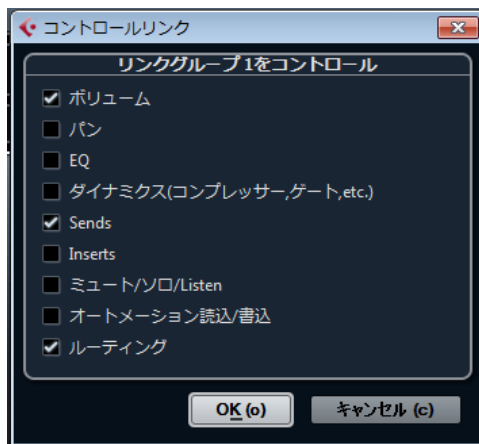 コントロールリンク
リンクグループ1をコントロール
ボリューム
パン
EQ
ダイナミクス(コンプレッサー,ゲート,etc.)
Sends
Inserts
ミュート/ソロ/Listen
オートメーション読込/書込
ルーティング
OK (o) キャンセル (c)